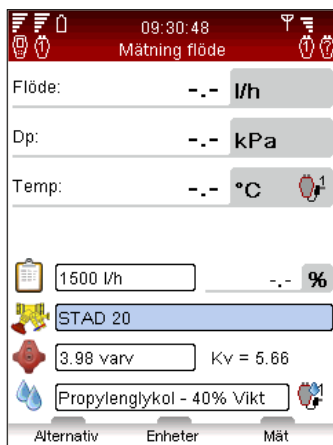 09:30:48
Mätning flöde
Flöde: -.- l/h
Dp: -.- kPa
Temp: -.- °C 1
1500 l/h -.- %
STAD 20
3.98 varv Kv = 5.66
Propylenglykol - 40% Vikt
Alternativ Enheter Mät